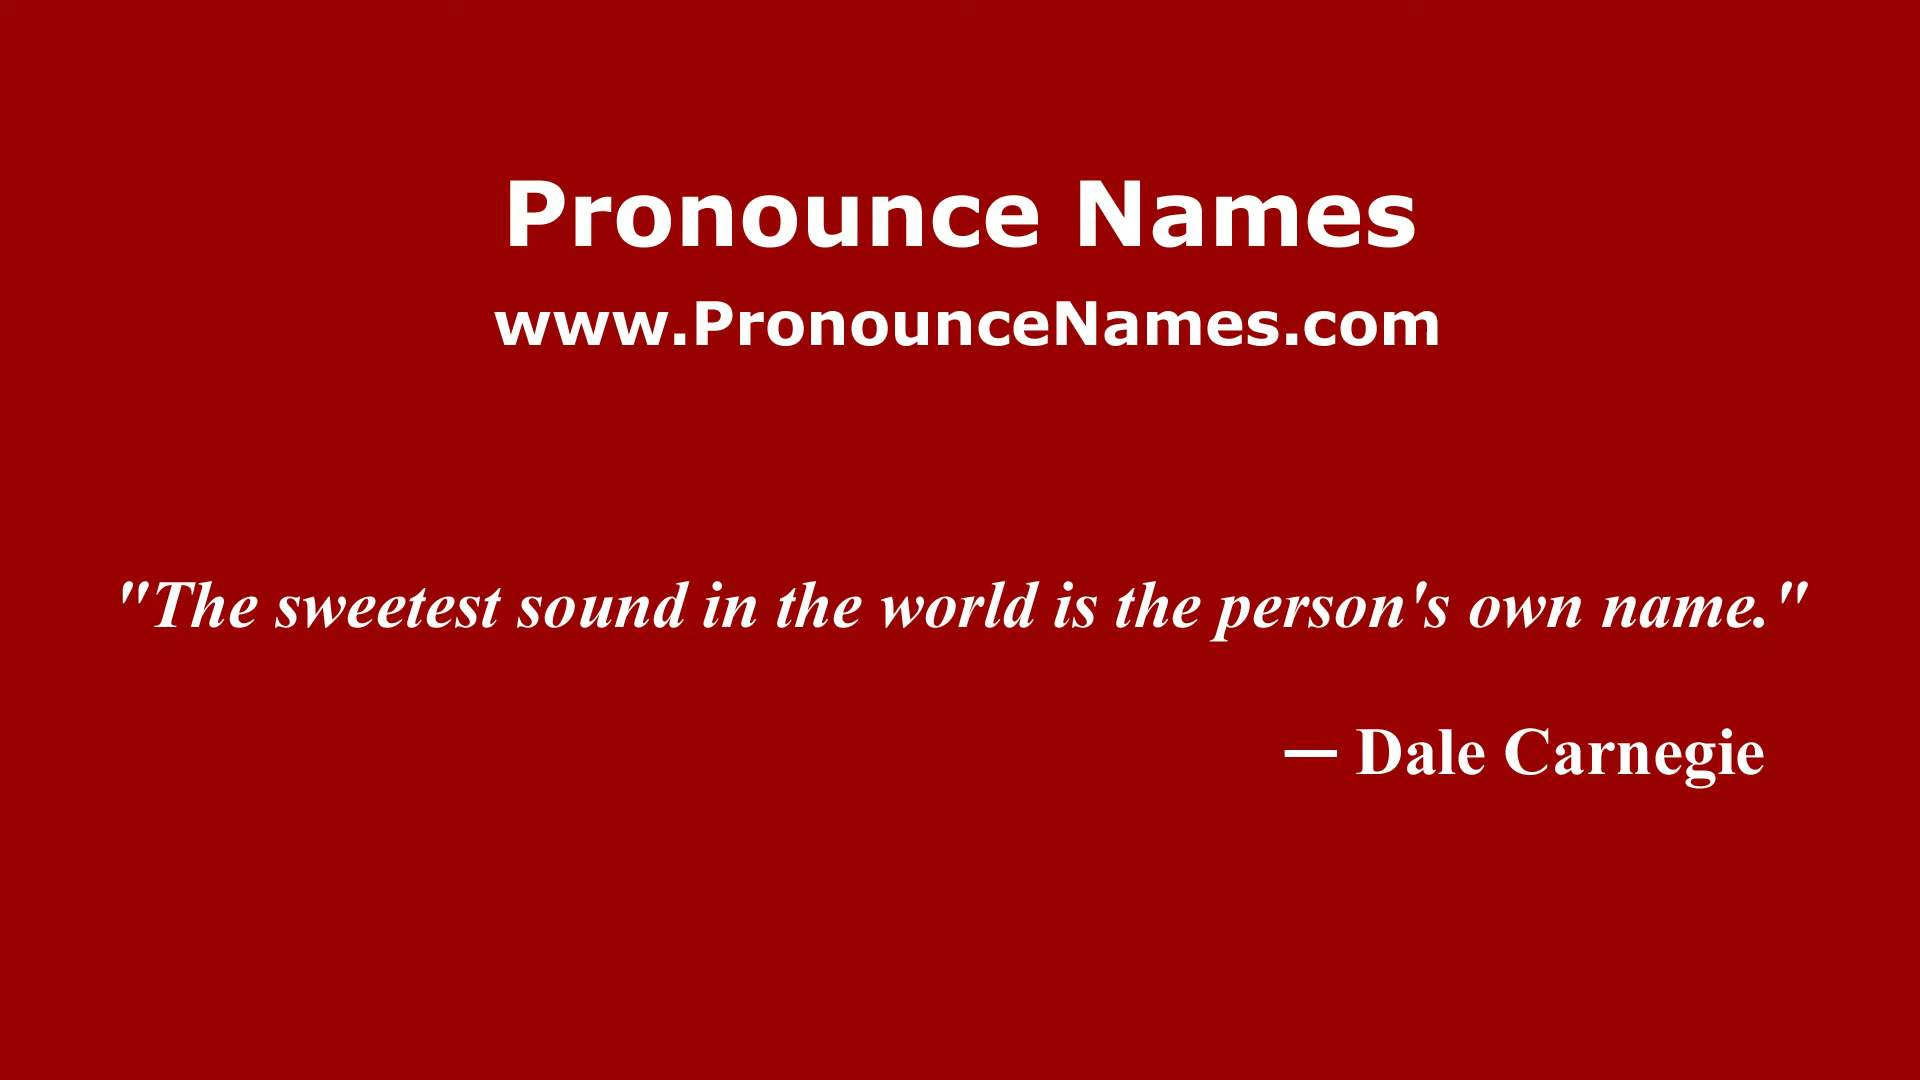 Pronounce Names
www.PronounceNames.com
"The sweetest sound in the world is the person's own name."
— Dale Carnegie